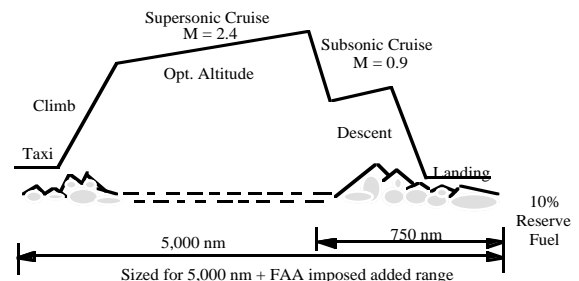 Supersonic Cruise
M = 2.4
Subsonic Cruise
M = 0.9
Opt. Altitude
Climb
Descent
Taxi
Landing
10%
Reserve
Fuel
750 nm
5,000 nm
Sized for 5,000 nm + FAA imposed added range